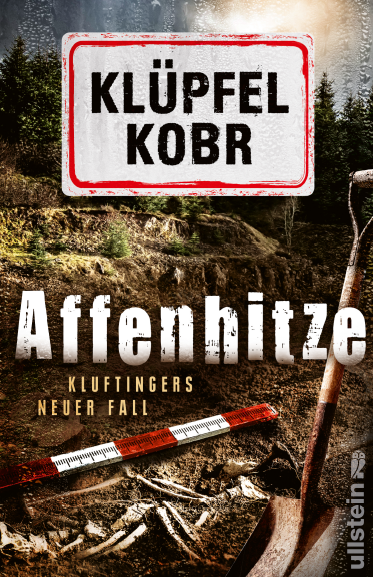 KLÜPFEL
KOBR
Affenhitze
KLUFTINGERS
NEUER FALL
ullstein